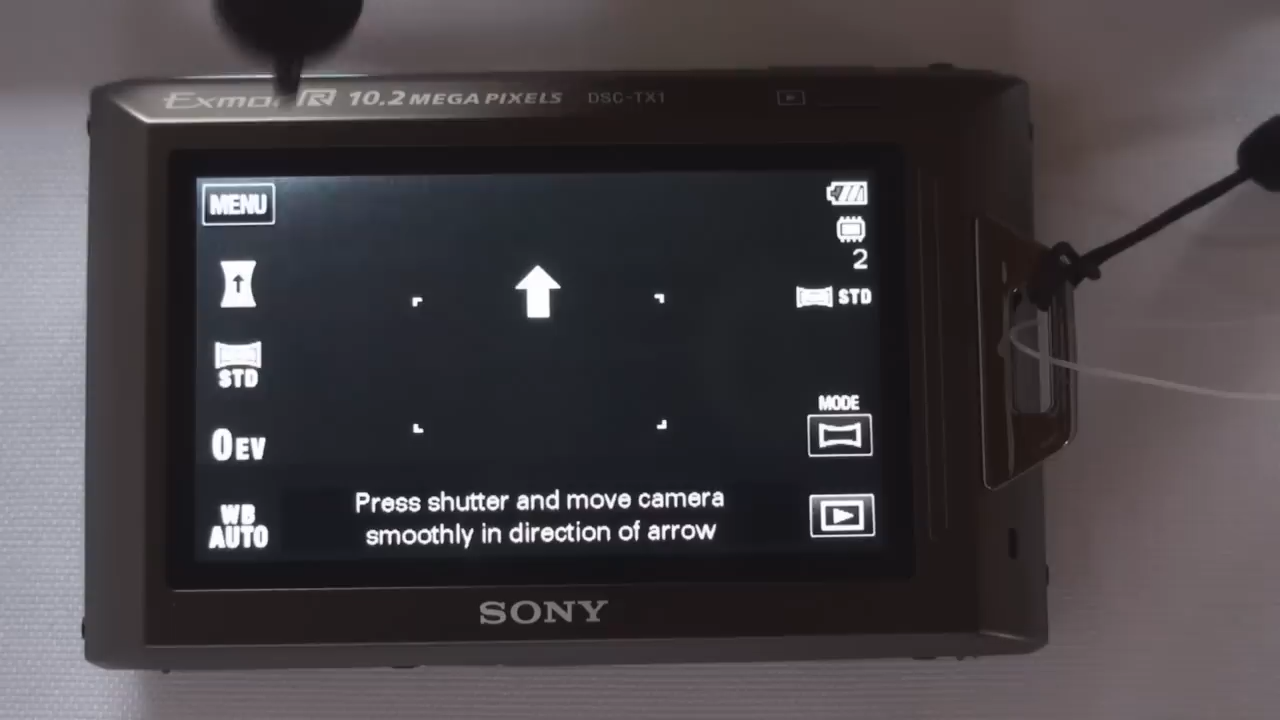 Exmor R 10.2 MEGA PIXELS DSC-TX1
MENU
2
STD
STD
0EV
MODE
WB
AUTO
Press shutter and move camera
smoothly in direction of arrow
SONY